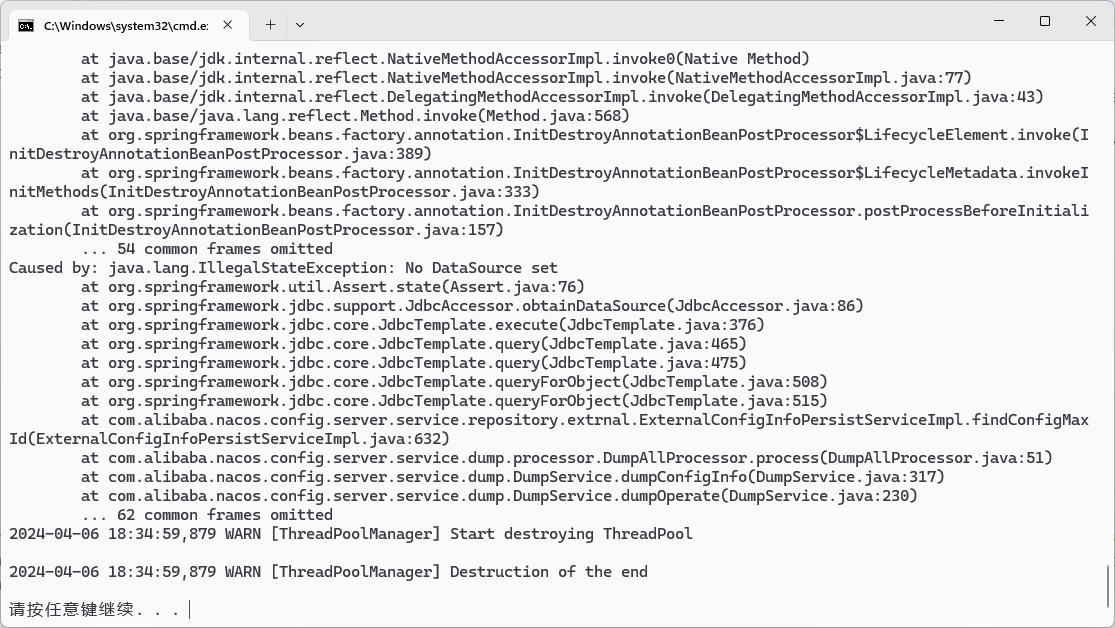 C:\Windows\system32\cmd.e
at java.base/jdk.internal.reflect.NativeMethodAccessorImpl.invoke0(Native Method)
at java.base/jdk.internal.reflect.NativeMethodAccessorImpl.invoke(NativeMethodAccessorImpl.java:77)
at java.base/jdk.internal.reflect.DelegatingMethodAccessorImpl.invoke(DelegatingMethodAccessorImpl.java:43)
at java.base/java.lang.reflect.Method.invoke(Method.java:568)
at org.springframework.beans.factory.annotation.InitDestroyAnnotationBeanPostProcessor$LifecycleElement.invoke(I
nitDestroyAnnotationBeanPostProcessor.java:389)
at org.springframework.beans.factory.annotation.InitDestroyAnnotationBeanPostProcessor$LifecycleMetadata.invokeI
nitMethods(InitDestroyAnnotationBeanPostProcessor.java:333)
at org.springframework.beans.factory.annotation.InitDestroyAnnotationBeanPostProcessor.postProcessBeforeInitiali
zation(InitDestroyAnnotationBeanPostProcessor.java:157)
... 54 common frames omitted
Caused by: java.lang.IllegalStateException: No DataSource set
at org.springframework.util.Assert.state(Assert.java:76)
at org.springframework.jdbc.support.JdbcAccessor.obtainDataSource(JdbcAccessor.java:86)
at org.springframework.jdbc.core.JdbcTemplate.execute(JdbcTemplate.java:376)
at org.springframework.jdbc.core.JdbcTemplate.query(JdbcTemplate.java:465)
at org.springframework.jdbc.core.JdbcTemplate.query(JdbcTemplate.java:475)
at org.springframework.jdbc.core.JdbcTemplate.queryForObject(JdbcTemplate.java:508)
at org.springframework.jdbc.core.JdbcTemplate.queryForObject(JdbcTemplate.java:515)
at com.alibaba.nacos.config.server.service.repository.extrnal.ExternalConfigInfoPersistServiceImpl.findConfigMax
Id(ExternalConfigInfoPersistServiceImpl.java:632)
at com.alibaba.nacos.config.server.service.dump.processor.DumpAllProcessor.process(DumpAllProcessor.java:51)
at com.alibaba.nacos.config.server.service.dump.DumpService.dumpConfigInfo(DumpService.java:317)
at com.alibaba.nacos.config.server.service.dump.DumpService.dumpOperate(DumpService.java:230)
... 62 common frames omitted
2024-04-06 18:34:59,879 WARN [ThreadPoolManager] Start destroying ThreadPool
2024-04-06 18:34:59,879 WARN [ThreadPoolManager] Destruction of the end
请按任意键继续. . .